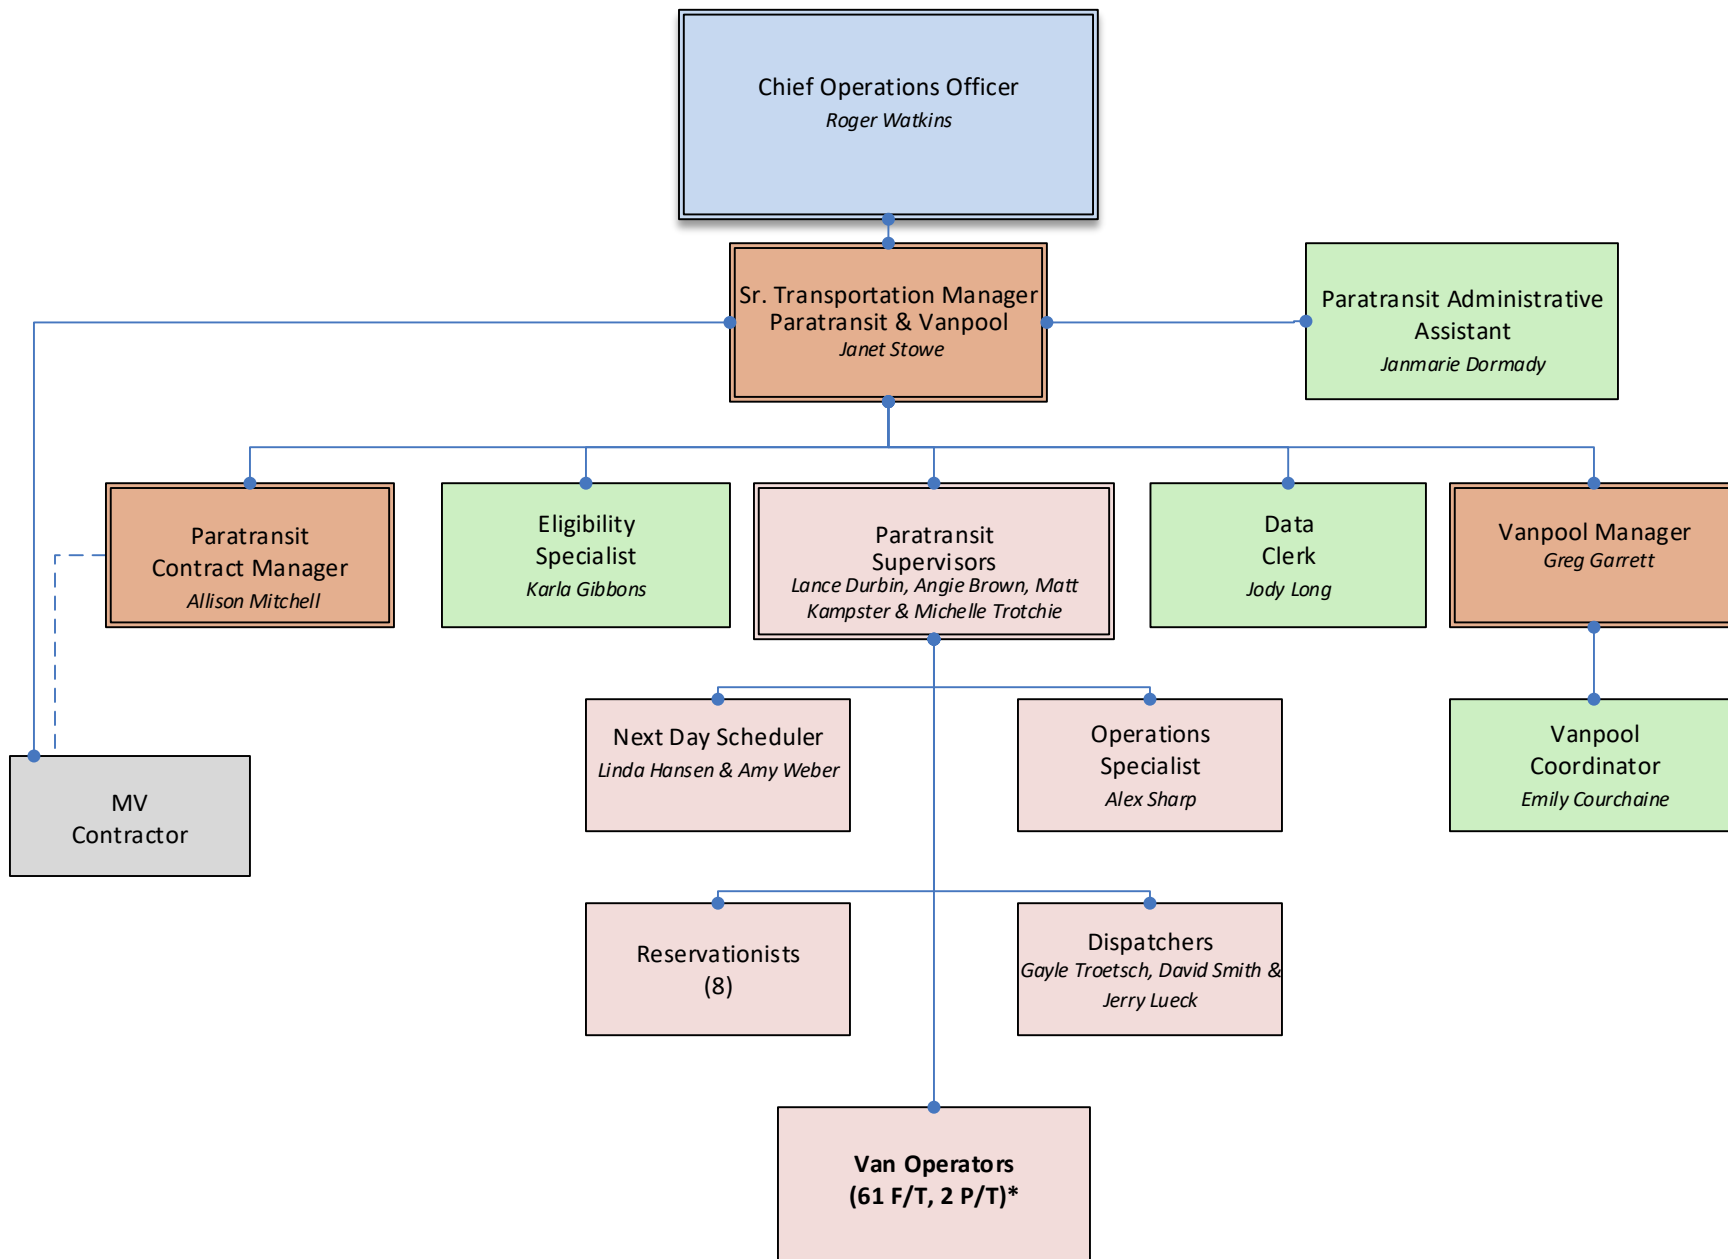 Chief Operations Officer
Roger Watkins
Sr. Transportation Manager
Paratransit & Vanpool
Janet Stowe
Paratransit Administrative
Assistant
Janmarie Dormady
Paratransit
Contract Manager
Allison Mitchell
Eligibility
Specialist
Karla Gibbons
Paratransit
Supervisors
Lance Durbin, Angie Brown, Matt
Kampster & Michelle Trotchie
Data
Clerk
Jody Long
Vanpool Manager
Greg Garrett
Next Day Scheduler
Linda Hansen & Amy Weber
Operations
Specialist
Alex Sharp
Vanpool
Coordinator
Emily Courchaine
MV
Contractor
Reservationists
(8)
Dispatchers
Gayle Troetsch, David Smith &
Jerry Lueck
Van Operators
(61 F/T, 2 P/T)*